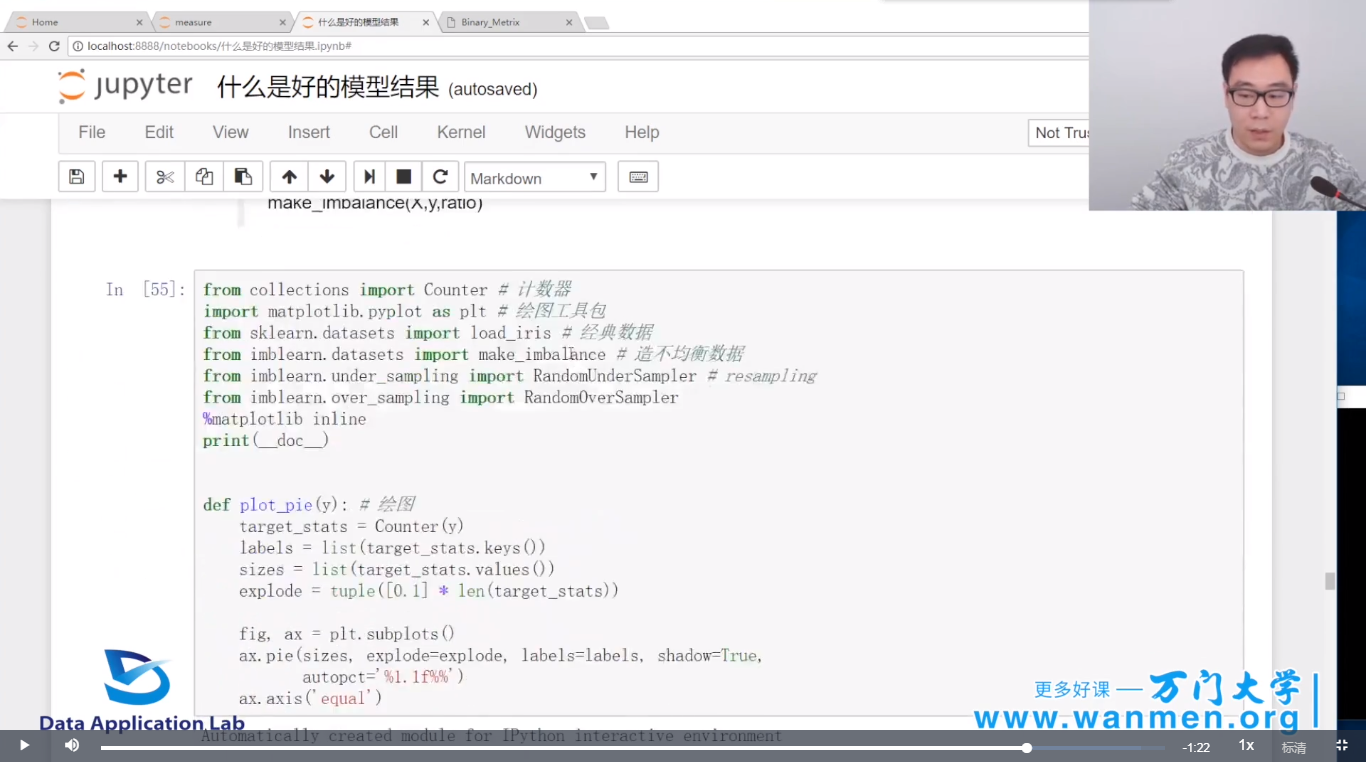 Home
measure
什么是好的模型结果
Binary_Metrix
localhost:8888/notebooks/什么是好的模型结果.ipynb#
jupyter 什么是好的模型结果 (autosaved)
File Edit View Insert Cell Kernel Widgets Help
Not Trus
Markdown
make_imbalance(X,y,ratio)
In [55]:
from collections import Counter # 计数器
import matplotlib.pyplot as plt # 绘图工具包
from sklearn.datasets import load_iris # 经典数据
from imblearn.datasets import make_imbalance # 造不均衡数据
from imblearn.under_sampling import RandomUnderSampler # resampling
from imblearn.over_sampling import RandomOverSampler
%matplotlib inline
print(__doc__)
def plot_pie(y): # 绘图
target_stats = Counter(y)
labels = list(target_stats.keys())
sizes = list(target_stats.values())
explode = tuple([0.1] * len(target_stats))
fig, ax = plt.subplots()
ax.pie(sizes, explode=explode, labels=labels, shadow=True,
autopct='%1.1f%%')
ax.axis('equal')
Automatically created module for IPython interactive environment
Data Application Lab
更多好课 — 万门大学
www.wanmen.org
-1:22
1x
标清